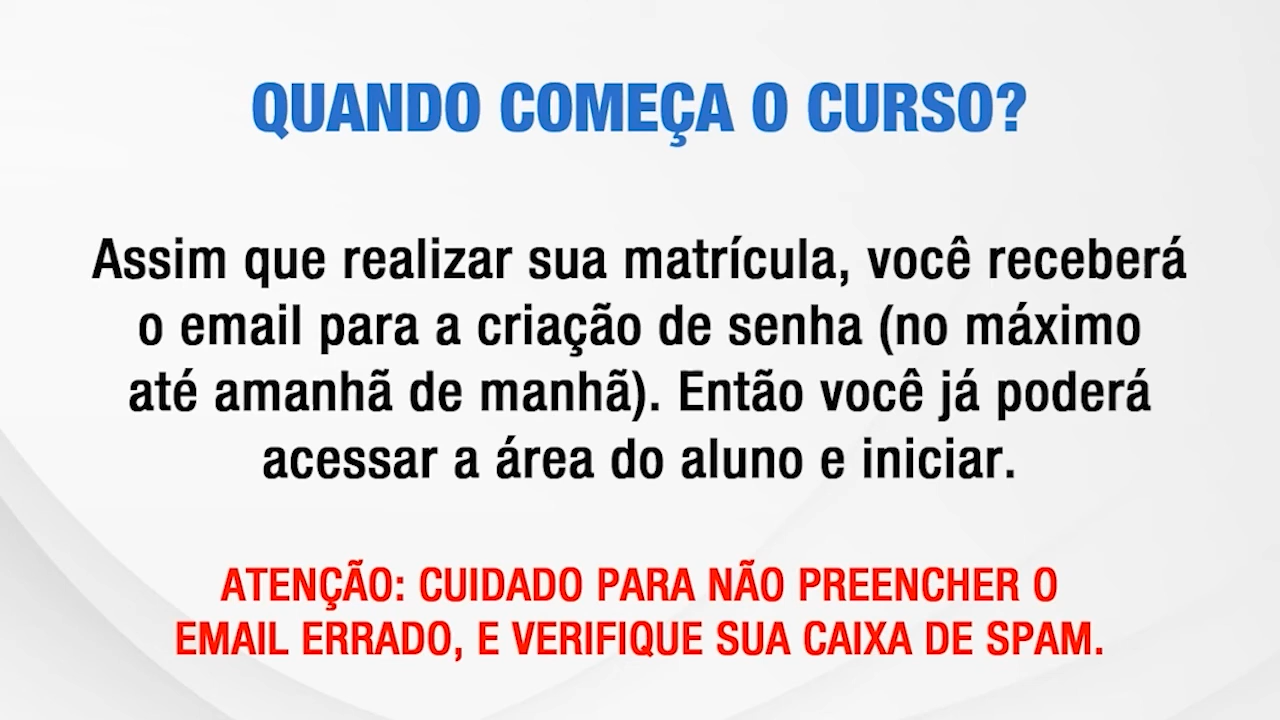 QUANDO COMEÇA O CURSO?
Assim que realizar sua matrícula, você receberá
o email para a criação de senha (no máximo
até amanhã de manhã). Então você já poderá
acessar a área do aluno e iniciar.
ATENÇÃO: CUIDADO PARA NÃO PREENCHER O
EMAIL ERRADO, E VERIFIQUE SUA CAIXA DE SPAM.